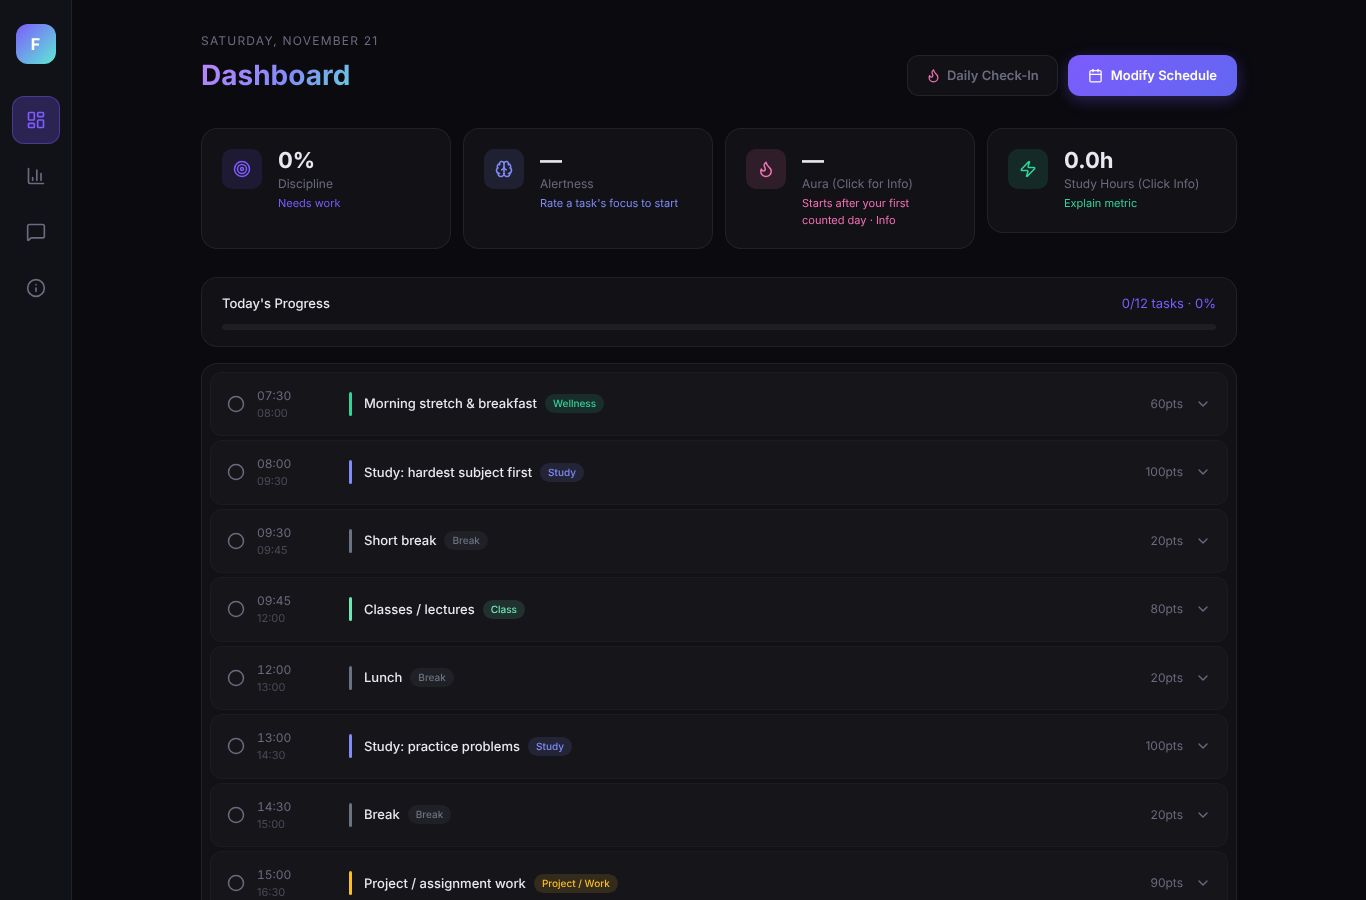 F
SATURDAY, NOVEMBER 21
Dashboard
Daily Check-In
Modify Schedule
0%
Discipline
Needs work
—
Alertness
Rate a task's focus to start
—
Aura (Click for Info)
Starts after your first
counted day · Info
0.0h
Study Hours (Click Info)
Explain metric
Today's Progress
0/12 tasks · 0%
07:30
08:00
Morning stretch & breakfast
Wellness
60pts
08:00
09:30
Study: hardest subject first
Study
100pts
09:30
09:45
Short break
Break
20pts
09:45
12:00
Classes / lectures
Class
80pts
12:00
13:00
Lunch
Break
20pts
13:00
14:30
Study: practice problems
Study
100pts
14:30
15:00
Break
Break
20pts
15:00
16:30
Project / assignment work
Project / Work
90pts